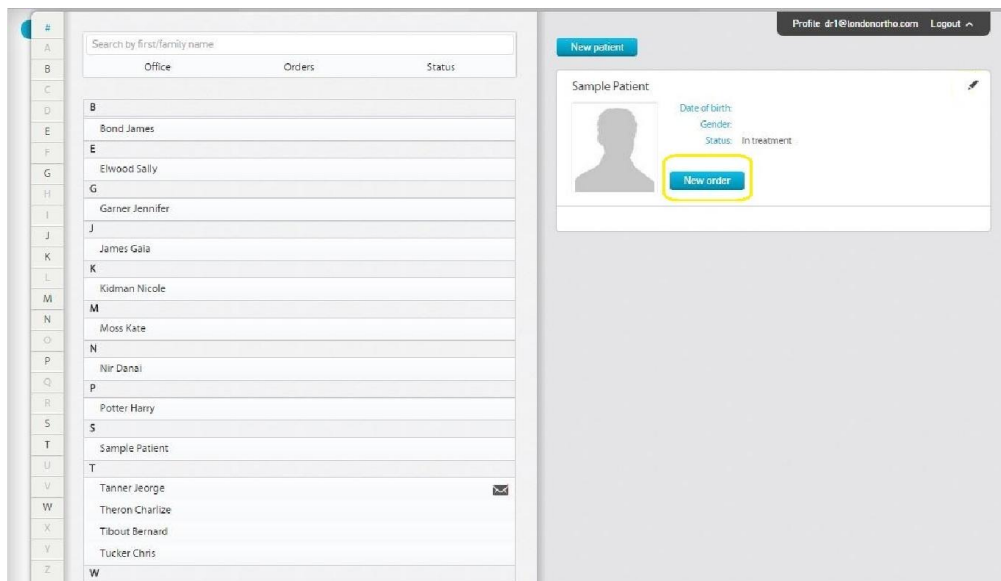 Profile dr1@londonortho.com Logout
#
A
B
C
D
E
F
G
H
I
J
K
L
M
N
O
P
Q
R
S
T
U
V
W
X
Y
Z
Search by first/family name
Office Orders Status
B
Bond James
E
Elwood Sally
G
Garner Jennifer
J
James Gala
K
Kidman Nicole
M
Moss Kate
N
Nir Danai
P
Potter Harry
S
Sample Patient
T
Tanner Jeorge
Theron Charlize
Tibout Bernard
Tucker Chris
W
New patient
Sample Patient
Date of birth:
Gender:
Status: In treatment
New order